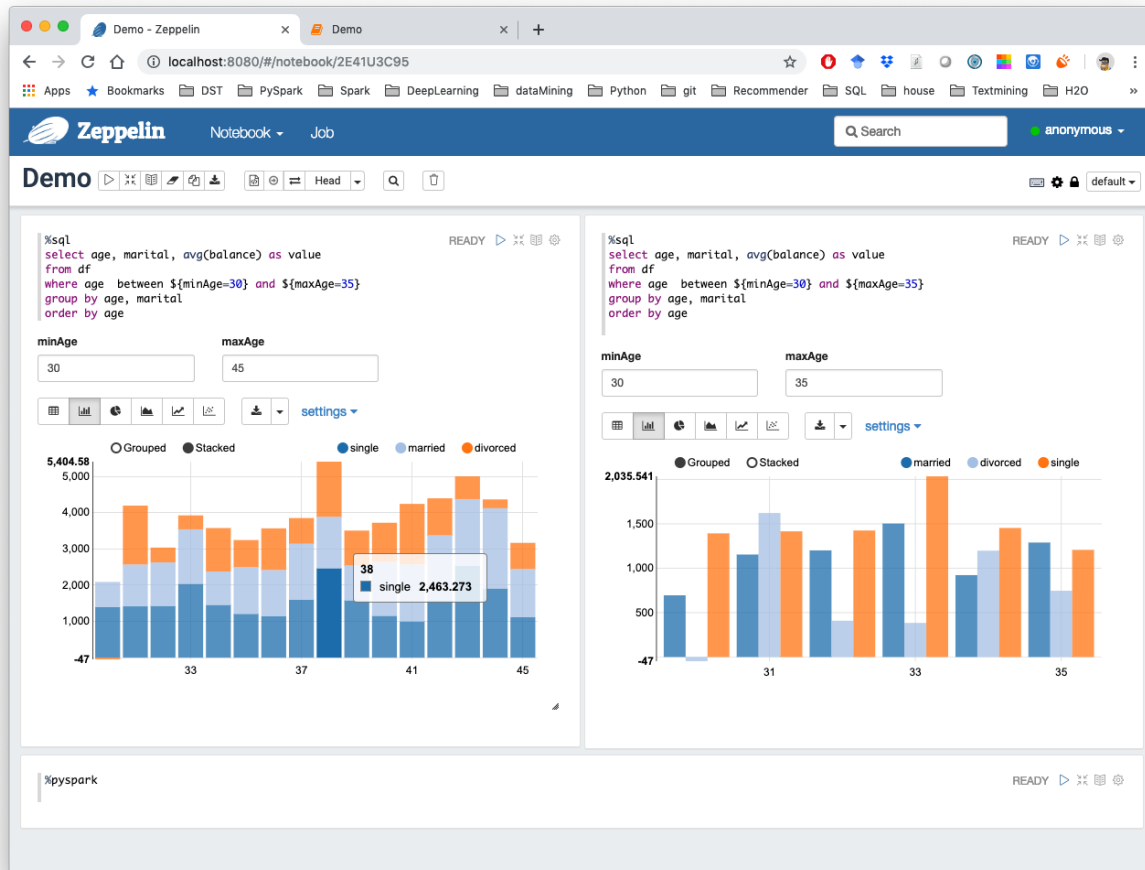 Demo - Zeppelin
Demo
localhost:8080/#/notebook/2E41U3C95
Apps Bookmarks DST PySpark Spark DeepLearning dataMining Python git Recommender SQL house Textmining H2O »
Zeppelin Notebook Job Search anonymous
Demo Head default
%sql
select age, marital, avg(balance) as value
from df
where age  between ${minAge=30} and ${maxAge=35}
group by age, marital
order by age
READY
minAge maxAge
30 45
settings
Grouped Stacked single married divorced
5,404.58
5,000
4,000
3,000
2,000
1,000
-47
38
single 2,463.273
33 37 41 45
%sql
select age, marital, avg(balance) as value
from df
where age  between ${minAge=30} and ${maxAge=35}
group by age, marital
order by age
READY
minAge maxAge
30 35
settings
Grouped Stacked married divorced single
2,035.541
1,500
1,000
500
-47
31 33 35
%pyspark
READY